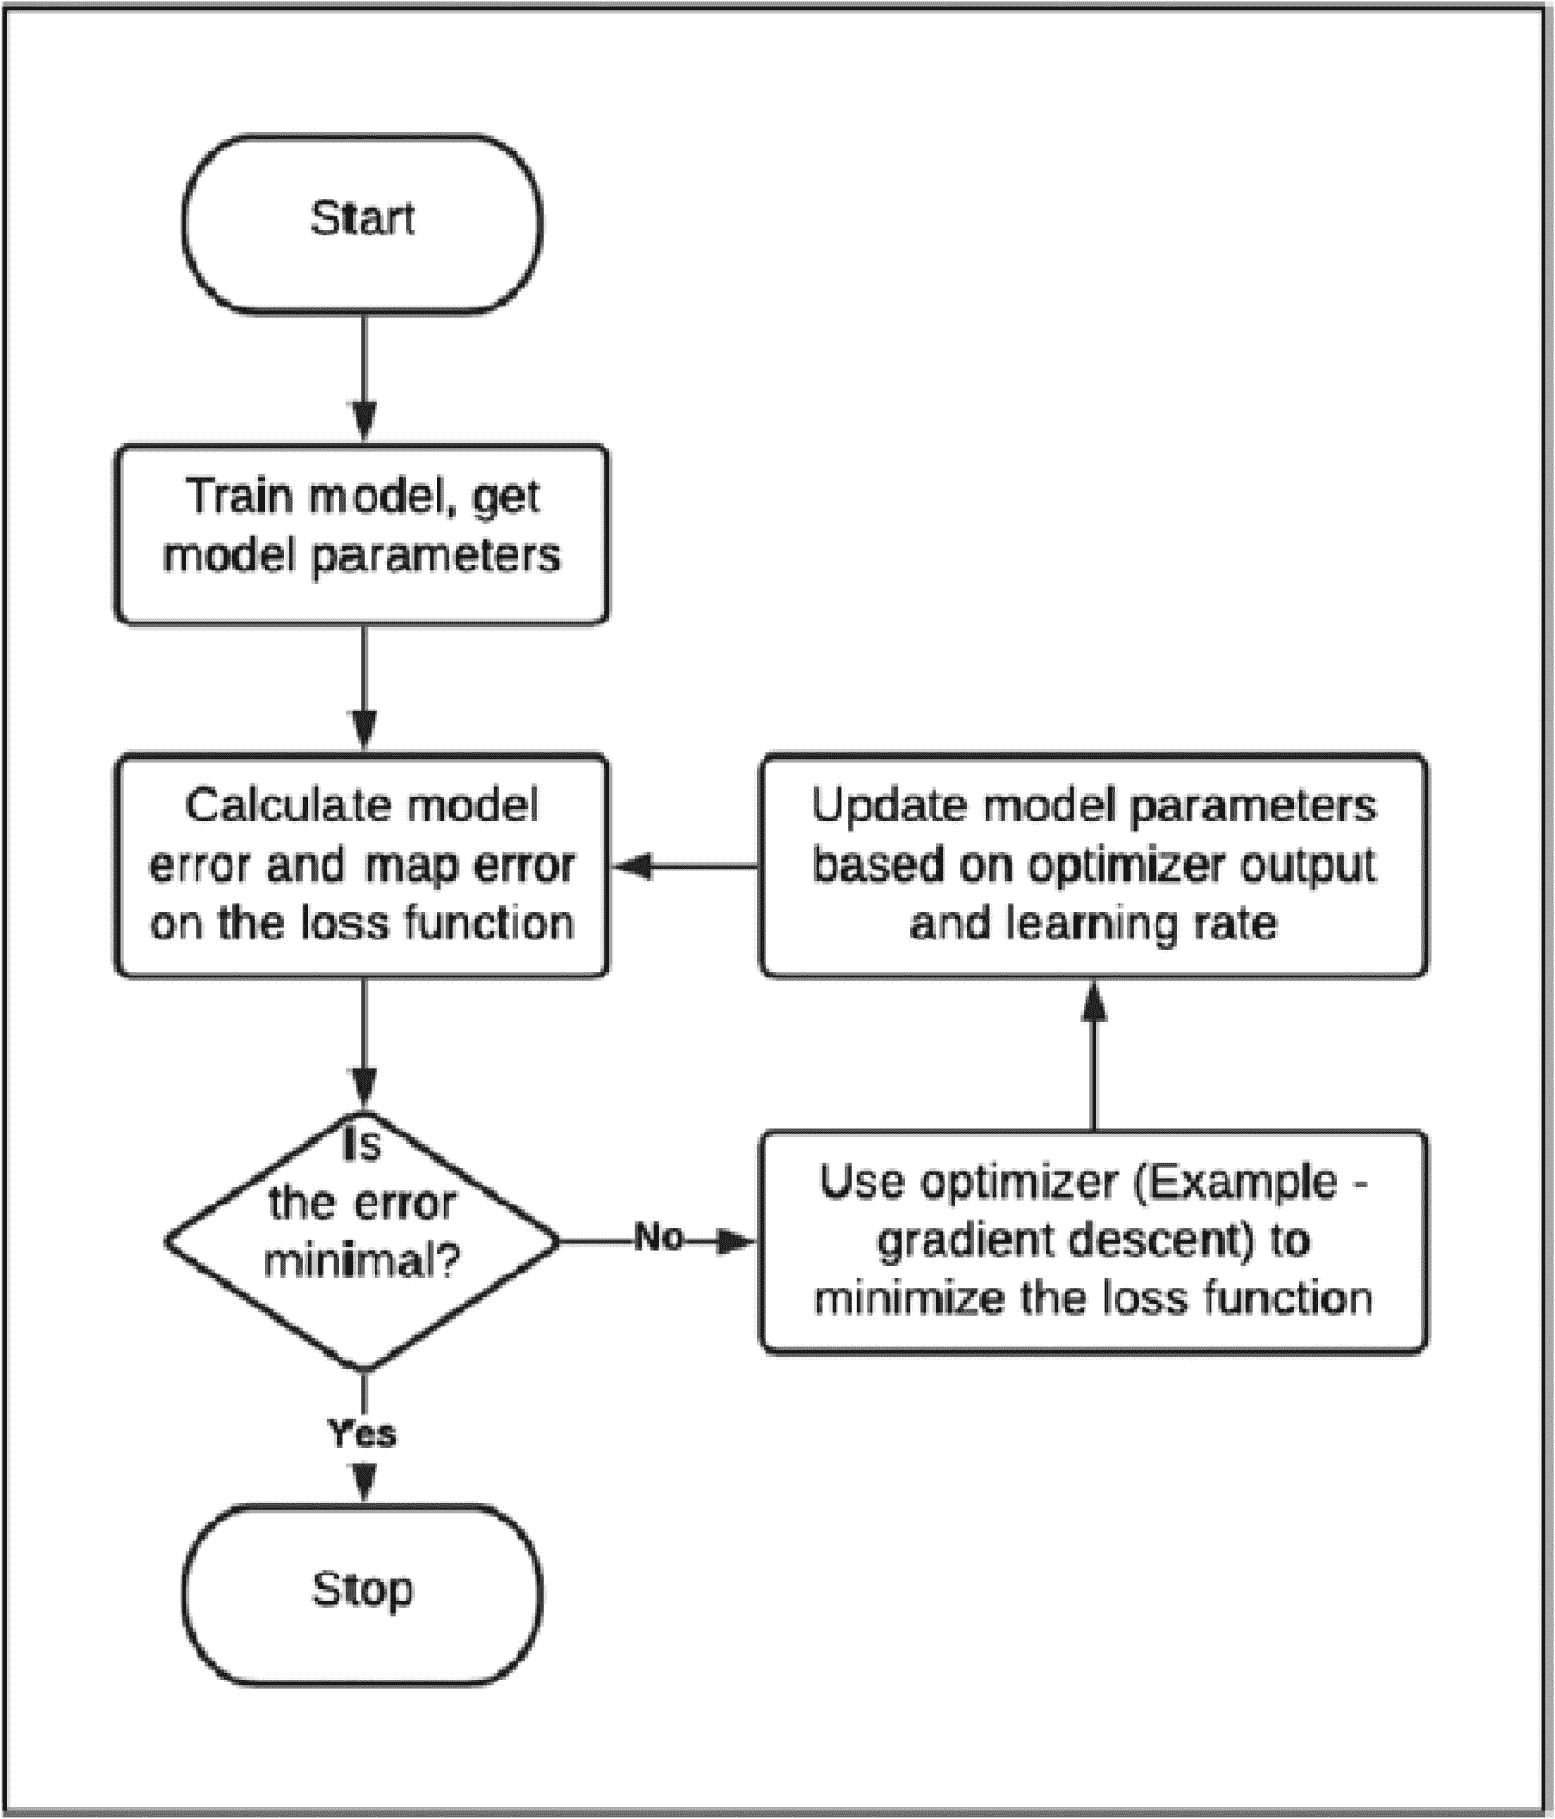 Start
Train model, get
model parameters
Calculate model
error and map error
on the loss function
Update model parameters
based on optimizer output
and learning rate
Is
the error
minimal?
No
Use optimizer (Example -
gradient descent) to
minimize the loss function
Yes
Stop